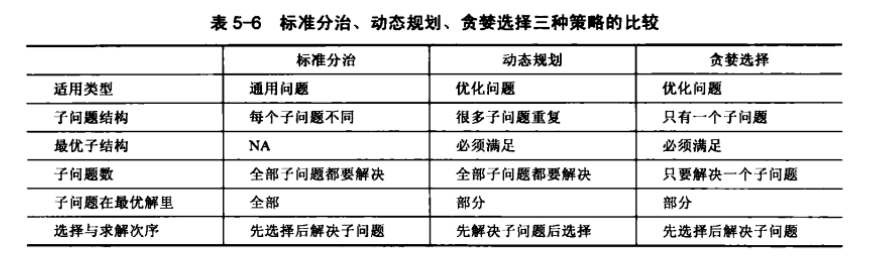 表 5-6 标准分治、动态规划、贪婪选择三种策略的比较
标准分治 动态规划 贪婪选择
适用类型 通用问题 优化问题 优化问题
子问题结构 每个子问题不同 很多子问题重复 只有一个子问题
最优子结构 NA 必须满足 必须满足
子问题数 全部子问题都要解决 全部子问题都要解决 只要解决一个子问题
子问题在最优解里 全部 部分 部分
选择与求解次序 先选择后解决子问题 先解决子问题后选择 先选择后解决子问题